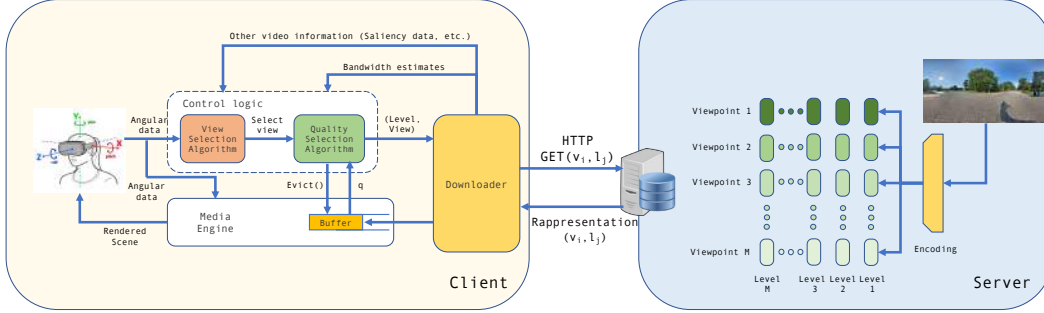 Other video information (Saliency data, etc.)
Bandwidth estimates
Control logic
Angular
data
View
Selection
Algorithm
Select
view
Quality
Selection
Algorithm
(Level,
View)
Angular
data
Evict()
q
Media
Engine
Buffer
Rendered
Scene
Downloader
Client
HTTP
GET(vᵢ,lⱼ)
Rappresentation
(vᵢ,lⱼ)
Viewpoint 1
Viewpoint 2
Viewpoint 3
Viewpoint M
Level
M
Level
3
Level
2
Level
1
Encoding
Server